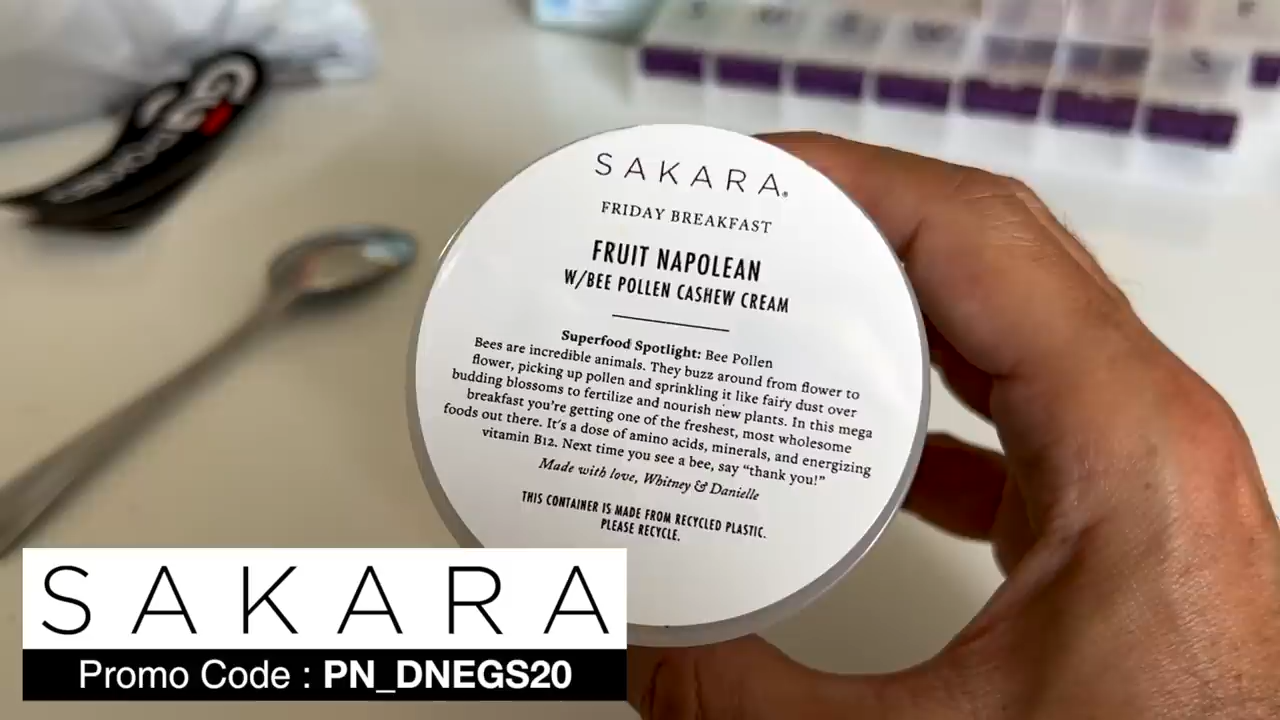 SAKARA®
FRIDAY BREAKFAST
FRUIT NAPOLEAN
W/BEE POLLEN CASHEW CREAM
Superfood Spotlight: Bee Pollen
Bees are incredible animals. They buzz around from flower to
flower, picking up pollen and sprinkling it like fairy dust over
budding blossoms to fertilize and nourish new plants. In this mega
breakfast you're getting one of the freshest, most wholesome
foods out there. It's a dose of amino acids, minerals, and energizing
vitamin B12. Next time you see a bee, say "thank you!"
Made with love, Whitney & Danielle
THIS CONTAINER IS MADE FROM RECYCLED PLASTIC.
PLEASE RECYCLE.
SAKARA
Promo Code : PN_DNEGS20